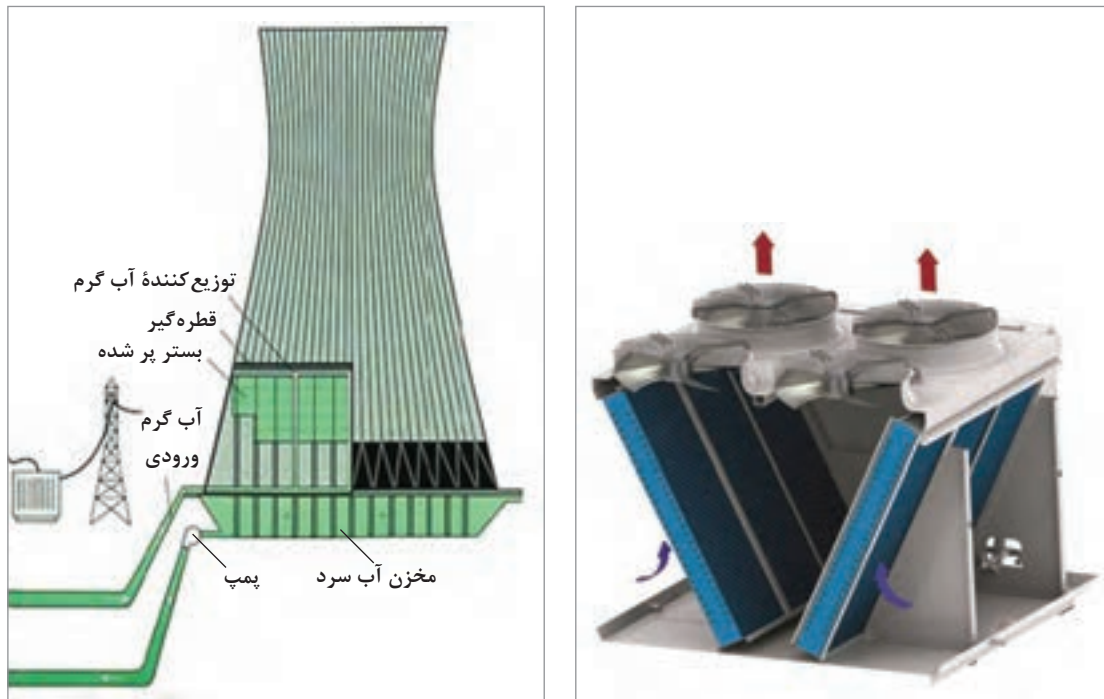 توزیع‌کنندهٔ آب گرم
قطره‌گیر
بستر پر شده
آب گرم
ورودی
پمپ
مخزن آب سرد